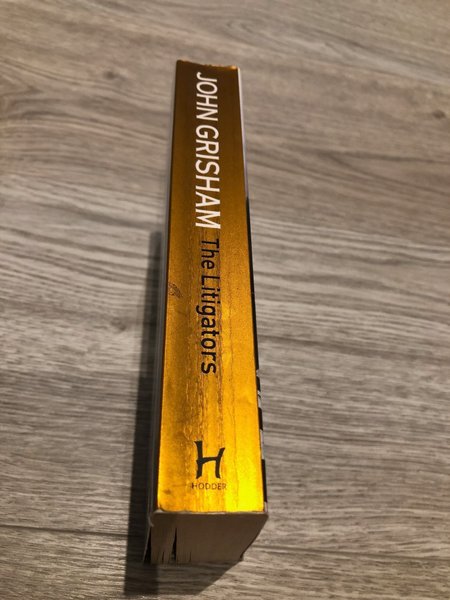 JOHN GRISHAM The Litigators
H
HODDER